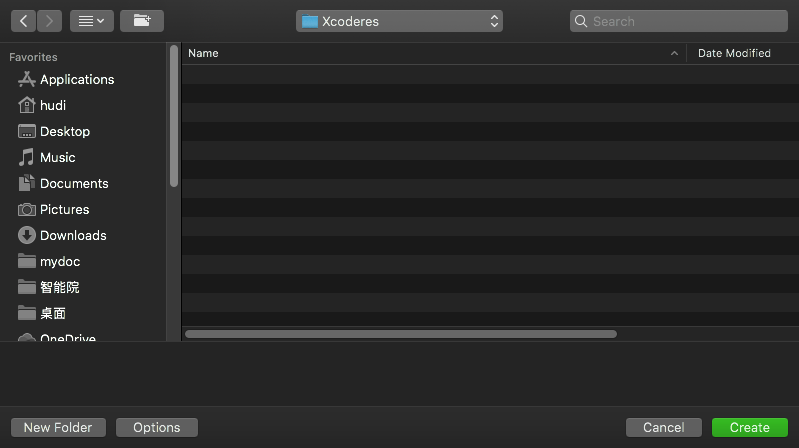 Xcoderes
Search
Favorites
Name
Date Modified
Applications
hudi
Desktop
Music
Documents
Pictures
Downloads
mydoc
智能院
桌面
OneDrive
New Folder
Options
Cancel
Create